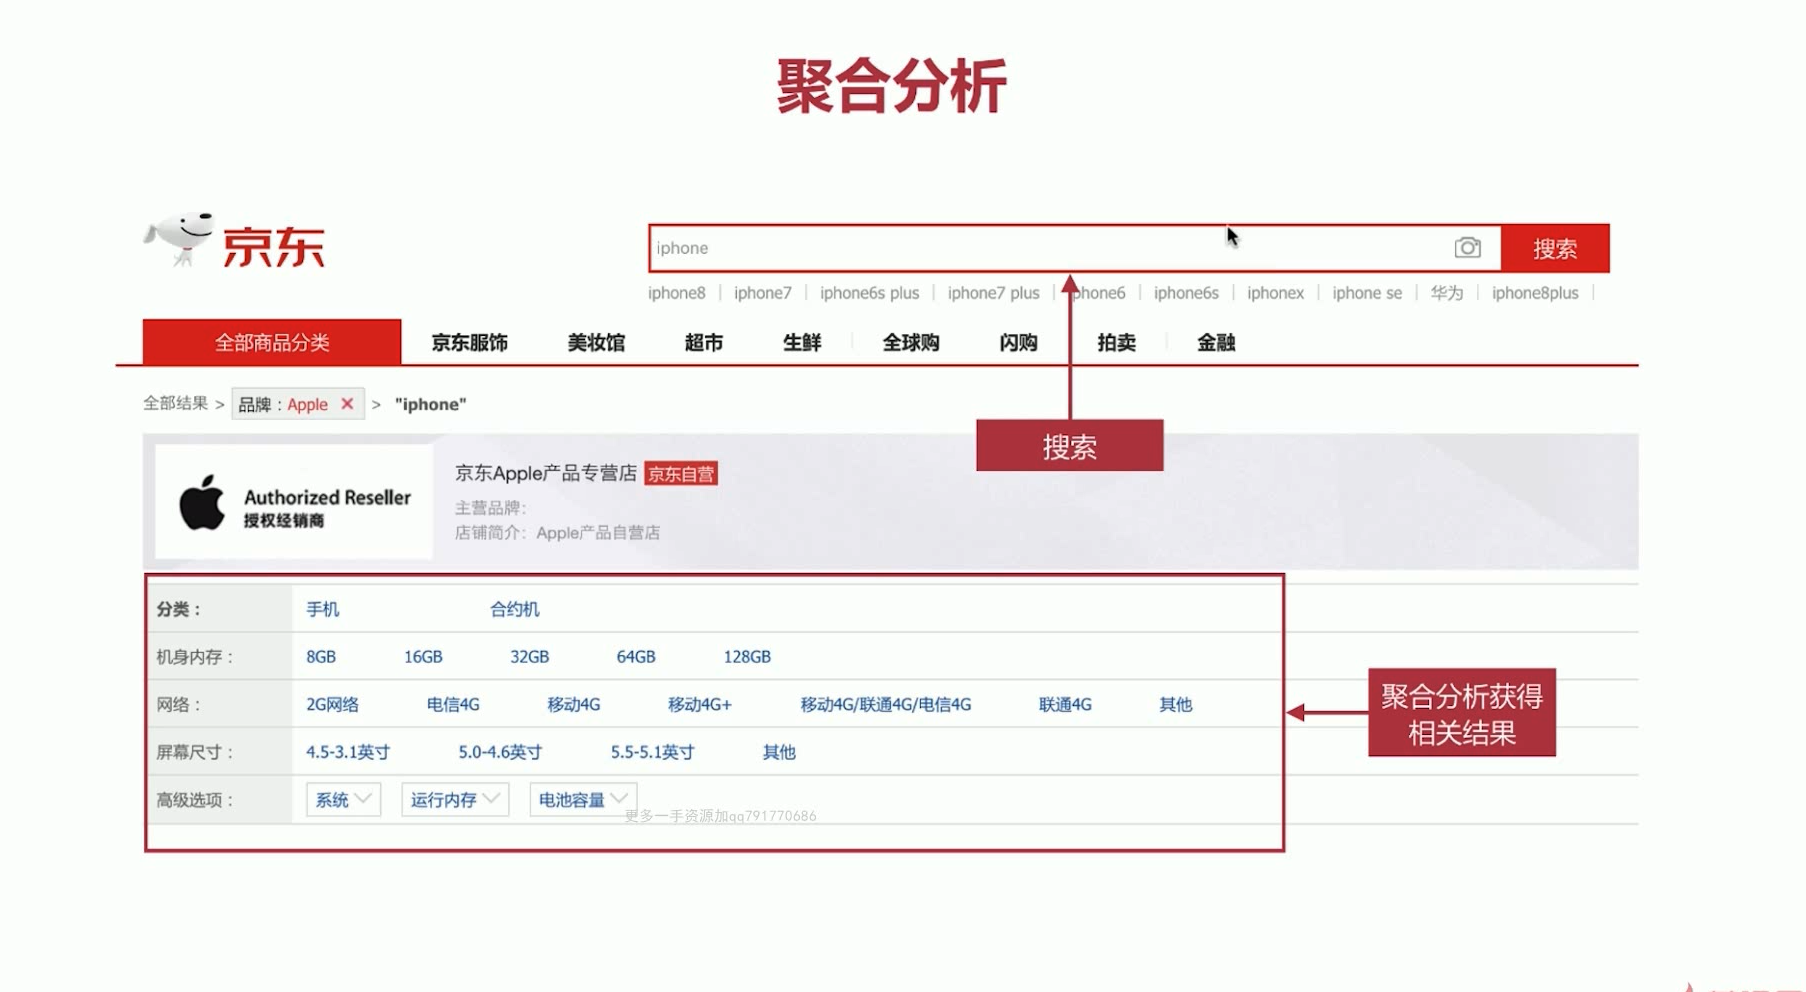 聚合分析
京东
iphone
搜索
iphone8 | iphone7 | iphone6s plus | iphone7 plus | phone6 | iphone6s | iphonex | iphone se | 华为 | iphone8plus |
全部商品分类 京东服饰 美妆馆 超市 生鲜 全球购 闪购 拍卖 金融
全部结果 > 品牌：Apple ✕ > "iphone"
搜索
Authorized Reseller
授权经销商
京东Apple产品专营店 京东自营
主营品牌：
店铺简介： Apple产品自营店
分类： 手机 合约机
机身内存： 8GB 16GB 32GB 64GB 128GB
网络： 2G网络 电信4G 移动4G 移动4G+ 移动4G/联通4G/电信4G 联通4G 其他
屏幕尺寸： 4.5-3.1英寸 5.0-4.6英寸 5.5-5.1英寸 其他
高级选项： 系统 运行内存 电池容量
更多一手资源加qq791770686
聚合分析获得
相关结果